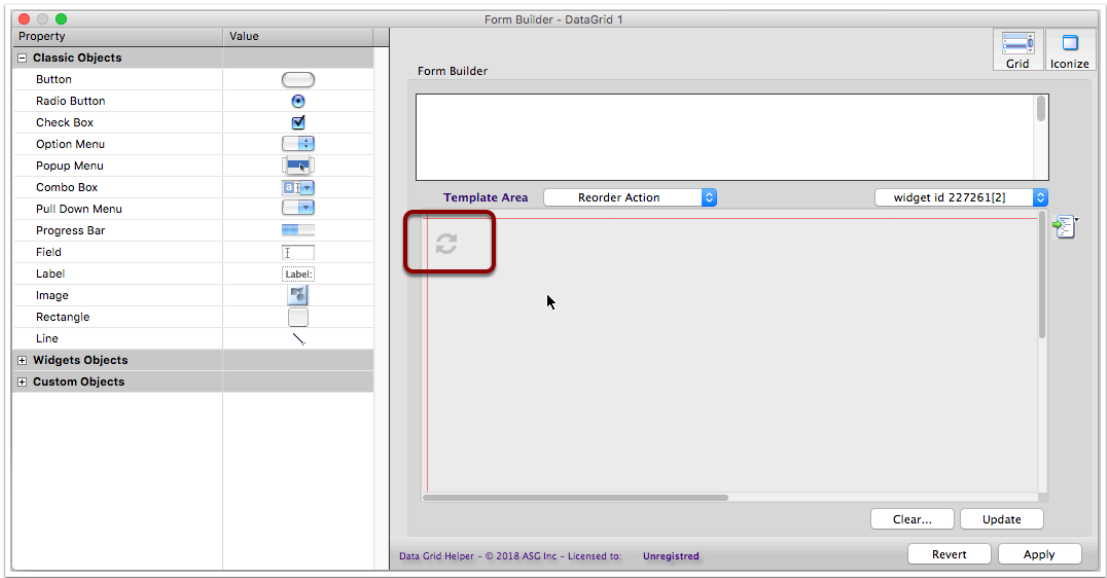 Form Builder - DataGrid 1
Property Value
Classic Objects
Button
Radio Button
Check Box
Option Menu
Popup Menu
Combo Box
Pull Down Menu
Progress Bar
Field
Label Label:
Image
Rectangle
Line
Widgets Objects
Custom Objects
Grid Iconize
Form Builder
Template Area Reorder Action widget id 227261[2]
Clear... Update
Data Grid Helper - © 2018 ASG Inc - Licensed to: Unregistred
Revert Apply